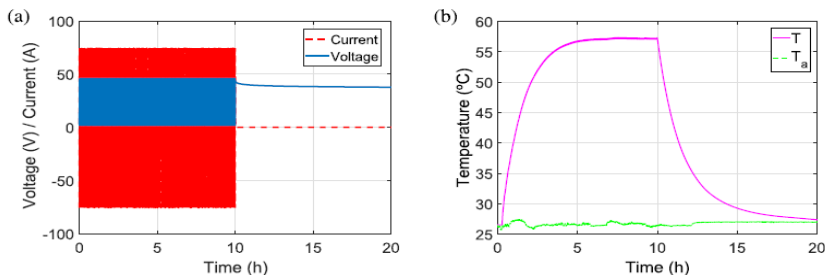 (a)
Voltage (V) / Current (A)
100
50
0
-50
-100
0
5
10
15
20
Time (h)
Current
Voltage
(b)
Temperature (ºC)
60
55
50
45
40
35
30
25
0
5
10
15
20
Time (h)
T
Ta